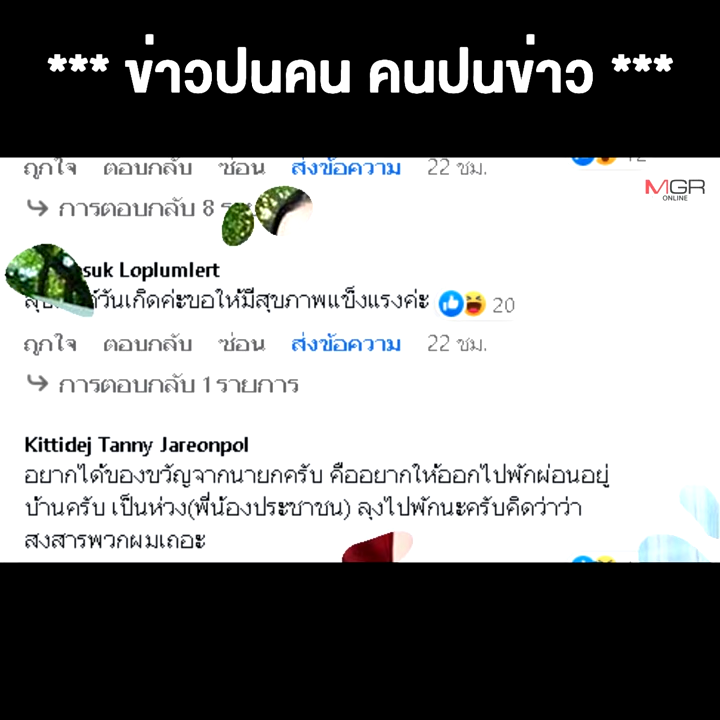 *** ข่าวปนคน คนปนข่าว ***
ถูกใจ ตอบกลับ ซ่อน ส่งข้อความ 22 ชม.
MGR
ONLINE
การตอบกลับ 8
suk Loplumlert
วันเกิดค่ะขอให้มีสุขภาพแข็งแรงค่ะ 20
ถูกใจ ตอบกลับ ซ่อน ส่งข้อความ 22 ชม.
การตอบกลับ 1 รายการ
Kittidej Tanny Jareonpol
อยากได้ของขวัญจากนายกครับ คืออยากให้ออกไปพักผ่อนอยู่
บ้านครับ เป็นห่วง(พี่น้องประชาชน) ลุงไปพักนะครับคิดว่าว่า
สงสารพวกผมเถอะ